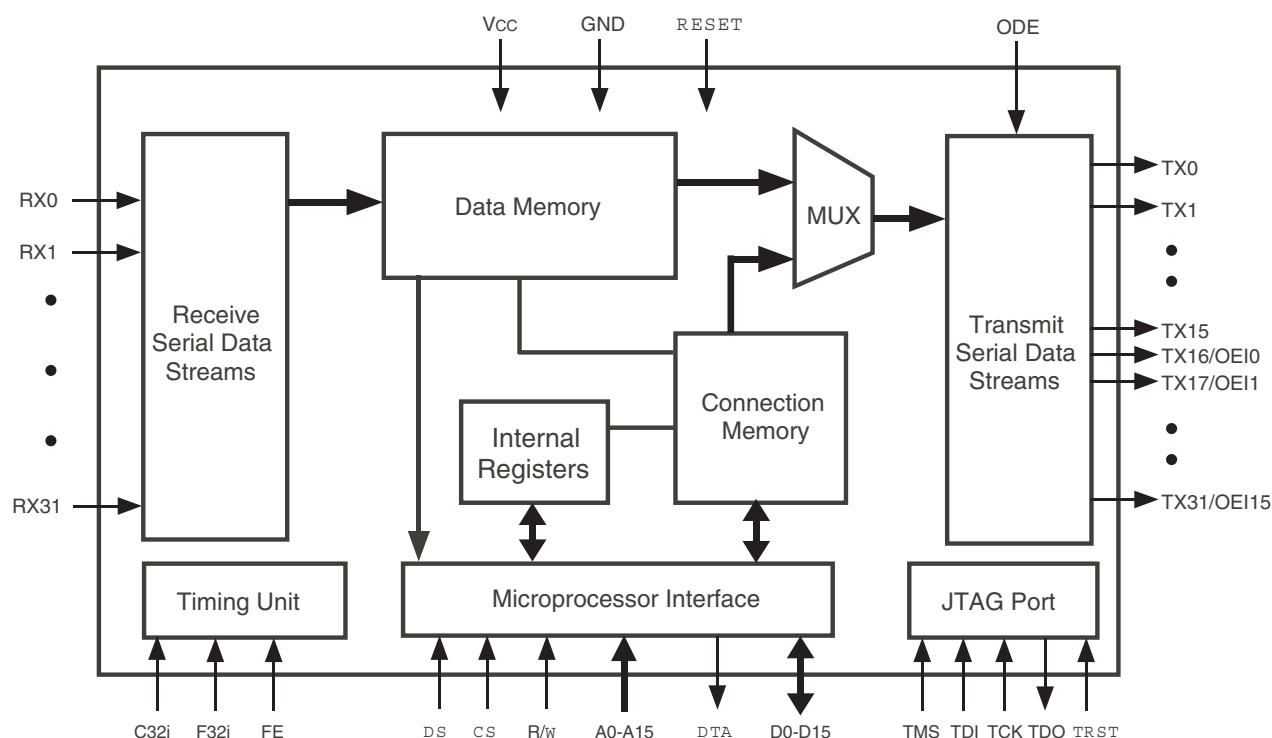 VCC GND RESET ODE
RX0
RX1
RX31
Receive
Serial Data
Streams
Data Memory
MUX
Connection
Memory
Internal
Registers
Transmit
Serial Data
Streams
TX0
TX1
TX15
TX16/OEI0
TX17/OEI1
TX31/OEI15
Timing Unit
Microprocessor Interface
JTAG Port
C32i F32i FE DS CS R/W A0-A15 DTA D0-D15 TMS TDI TCK TDO TRST